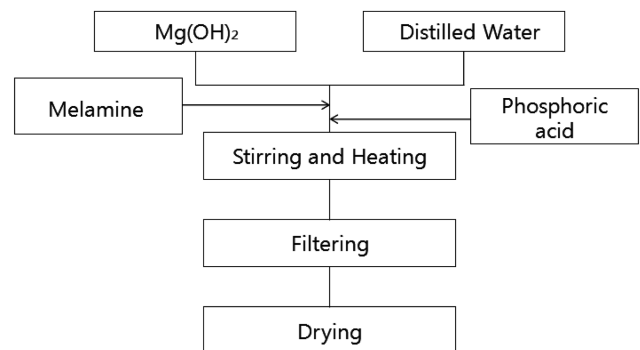 Mg(OH)₂
Distilled Water
Melamine
Phosphoric
acid
Stirring and Heating
Filtering
Drying